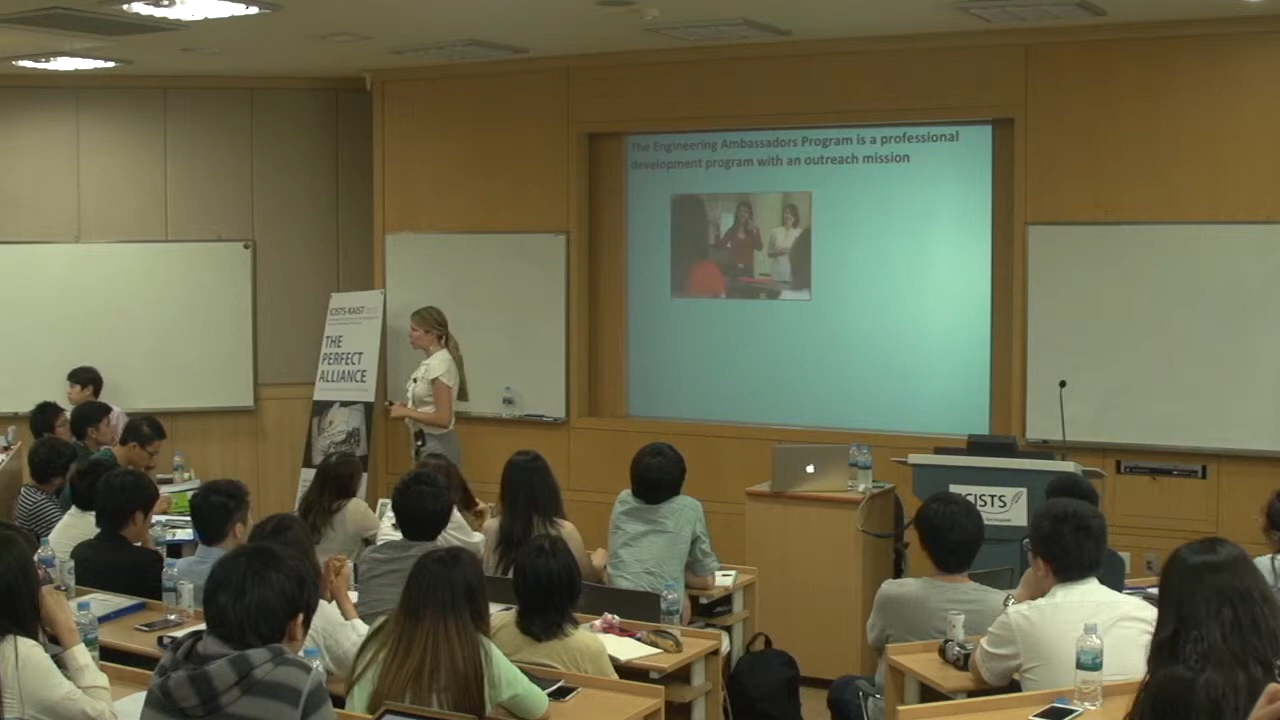 The Engineering Ambassadors Program is a professional
development program with an outreach mission
ICISTS-KAIST
THE
PERFECT
ALLIANCE
ICISTS